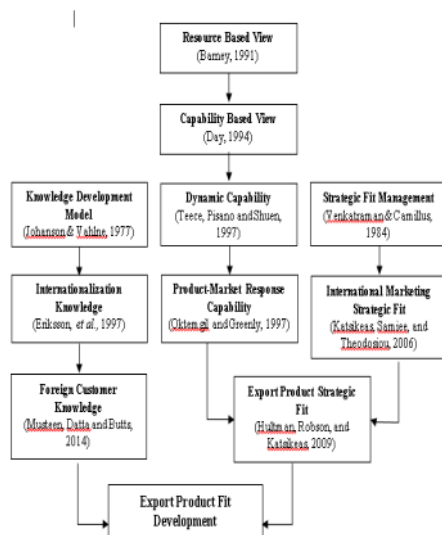 Resource Based View
(Barney, 1991)
Capability Based View
(Day, 1994)
Knowledge Development
Model
(Johanson & Vahlne, 1977)
Dynamic Capability
(Teece, Pisano and Shuen,
1997)
Strategic Fit Management
(Venkatraman & Camillus,
1984)
Internationalization
Knowledge
(Eriksson, et al., 1997)
Product-Market Response
Capability
(Oktemgil and Greenly, 1997)
International Marketing
Strategic Fit
(Katsikeas, Samiee, and
Theodosiou, 2006)
Foreign Customer
Knowledge
(Musteen, Datta and Butts,
2014)
Export Product Strategic
Fit
(Hultman, Robson, and
Katsikeas, 2009)
Export Product Fit
Development